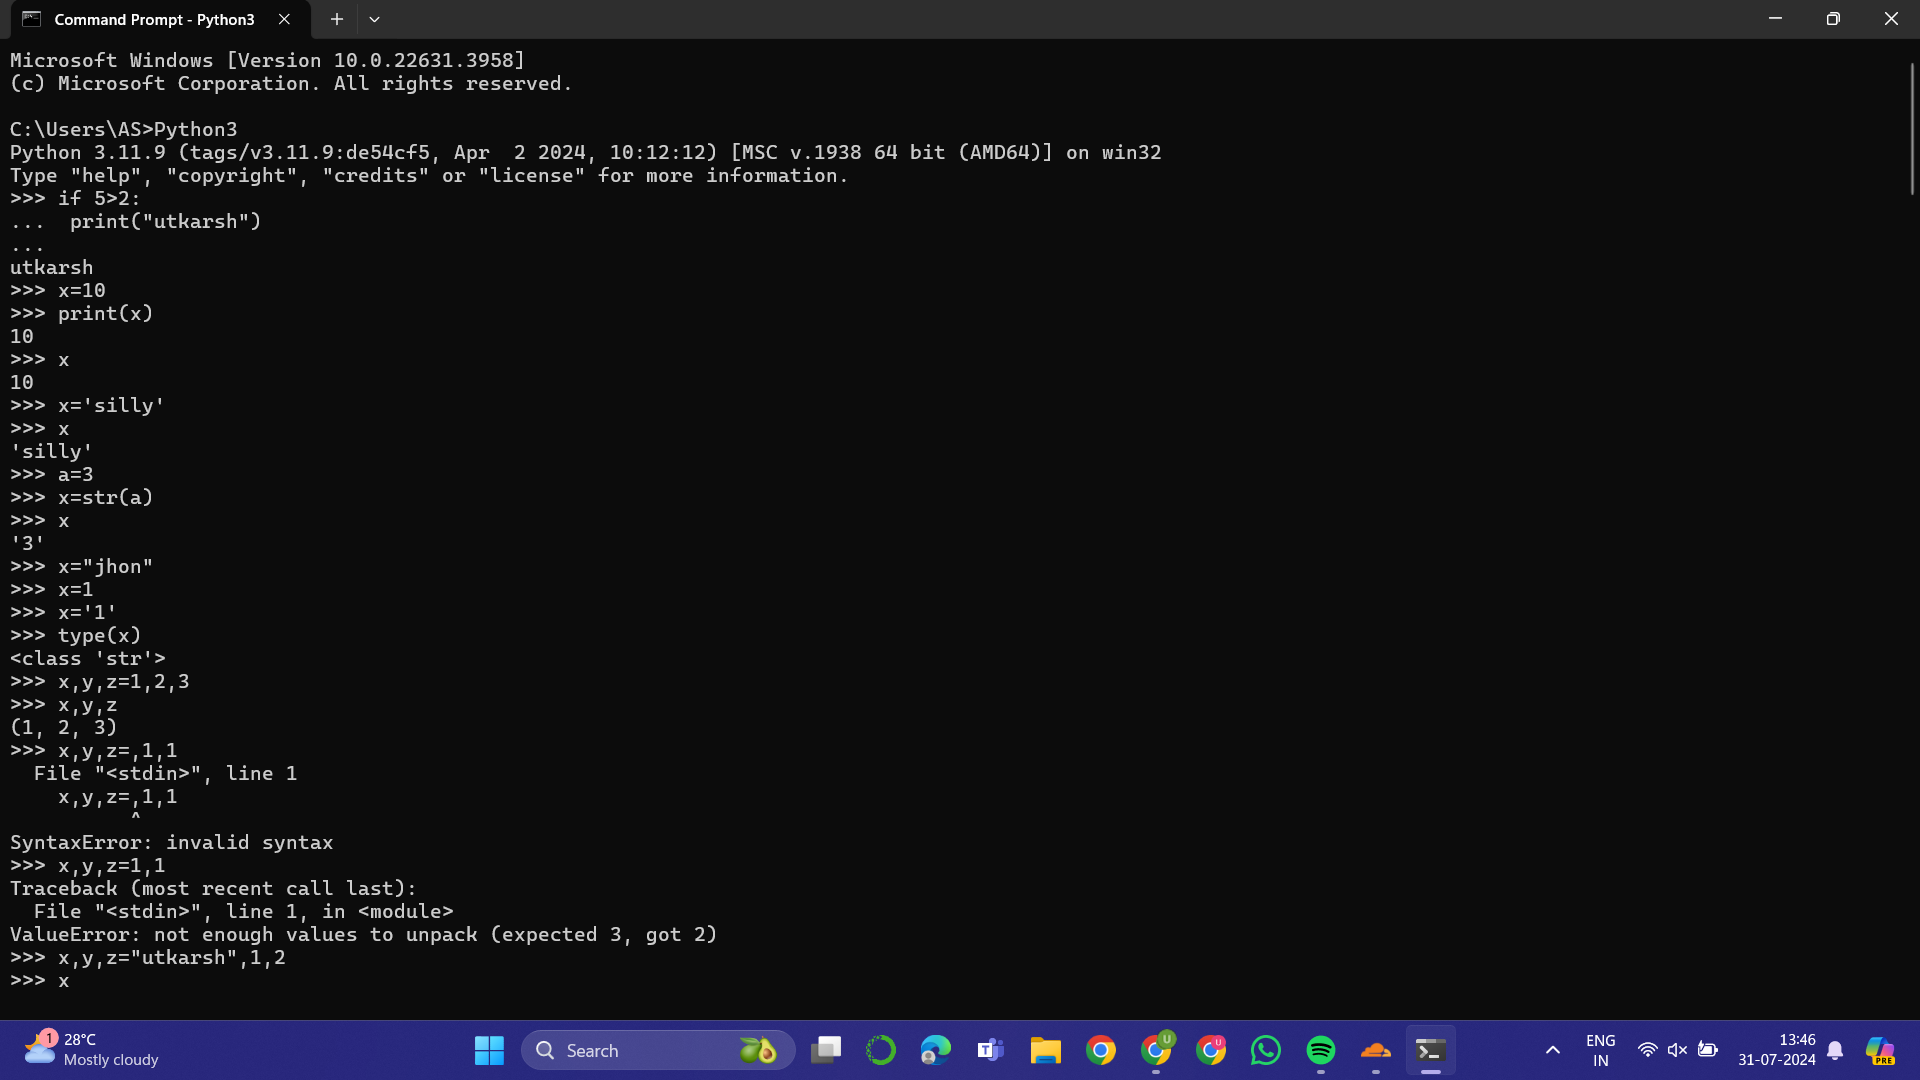 Command Prompt - Python3
Microsoft Windows [Version 10.0.22631.3958]
(c) Microsoft Corporation. All rights reserved.
C:\Users\AS>Python3
Python 3.11.9 (tags/v3.11.9:de54cf5, Apr  2 2024, 10:12:12) [MSC v.1938 64 bit (AMD64)] on win32
Type "help", "copyright", "credits" or "license" for more information.
>>> if 5>2:
...  print("utkarsh")
...
utkarsh
>>> x=10
>>> print(x)
10
>>> x
10
>>> x='silly'
>>> x
'silly'
>>> a=3
>>> x=str(a)
>>> x
'3'
>>> x="jhon"
>>> x=1
>>> x='1'
>>> type(x)
<class 'str'>
>>> x,y,z=1,2,3
>>> x,y,z
(1, 2, 3)
>>> x,y,z=,1,1
  File "<stdin>", line 1
    x,y,z=,1,1
          ^
SyntaxError: invalid syntax
>>> x,y,z=1,1
Traceback (most recent call last):
  File "<stdin>", line 1, in <module>
ValueError: not enough values to unpack (expected 3, got 2)
>>> x,y,z="utkarsh",1,2
>>> x
1
28°C
Mostly cloudy
Search
T
U
U
ENG
IN
13:46
31-07-2024
PRE